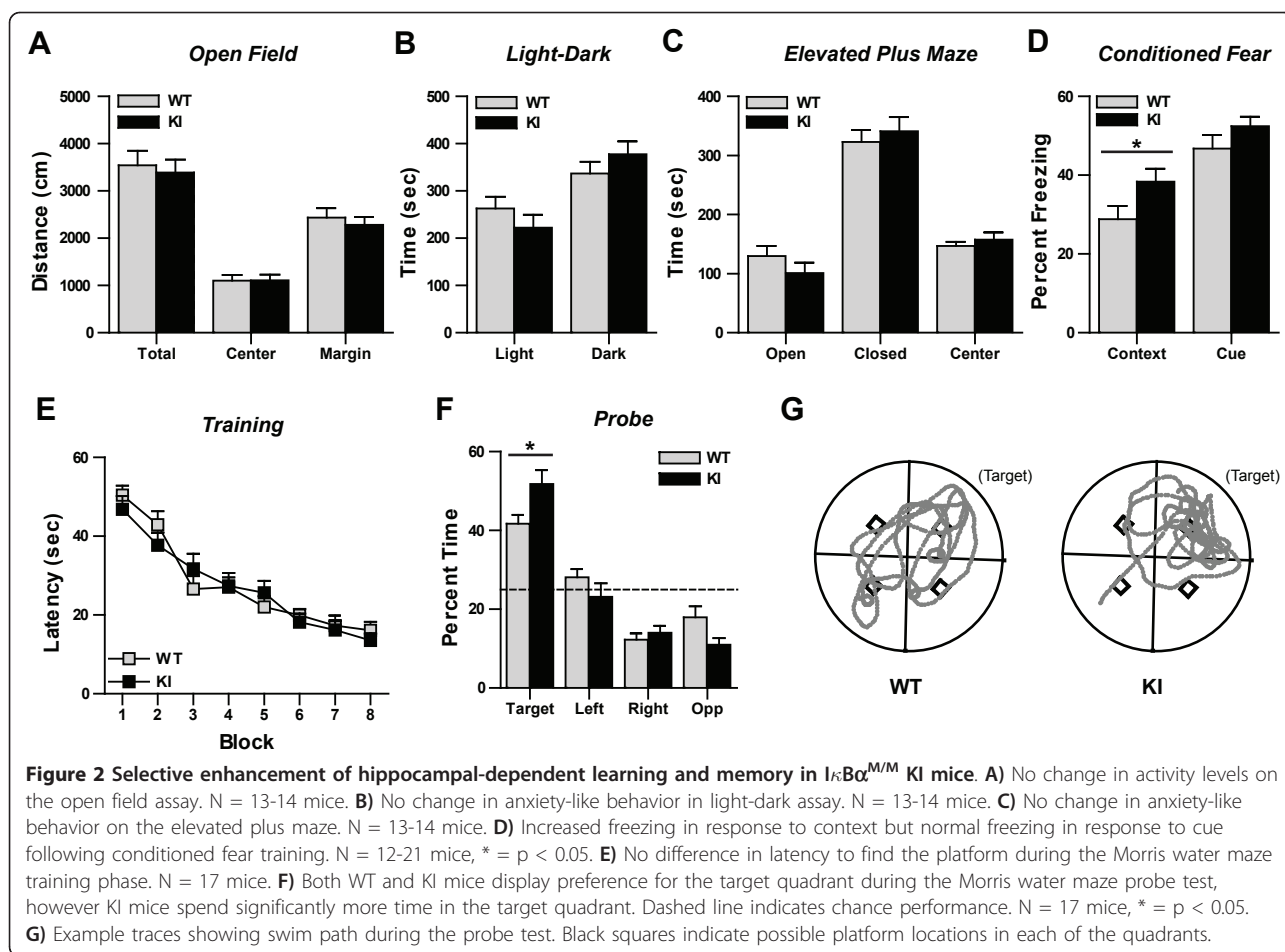 A
Open Field
WT
KI
Distance (cm)
5000
4000
3000
2000
1000
0
Total Center Margin
B
Light-Dark
WT
KI
Time (sec)
500
400
300
200
100
0
Light Dark
C
Elevated Plus Maze
WT
KI
Time (sec)
400
300
200
100
0
Open Closed Center
D
Conditioned Fear
WT
KI
Percent Freezing
60
40
20
0
*
Context Cue
E
Training
Latency (sec)
60
40
20
0
WT
KI
1 2 3 4 5 6 7 8
Block
F
Probe
WT
KI
Percent Time
60
40
20
0
*
Target Left Right Opp
G
(Target)
(Target)
WT
KI
Figure 2 Selective enhancement of hippocampal-dependent learning and memory in IκBα^M/M KI mice. A) No change in activity levels on
the open field assay. N = 13-14 mice. B) No change in anxiety-like behavior in light-dark assay. N = 13-14 mice. C) No change in anxiety-like
behavior on the elevated plus maze. N = 13-14 mice. D) Increased freezing in response to context but normal freezing in response to cue
following conditioned fear training. N = 12-21 mice, * = p < 0.05. E) No difference in latency to find the platform during the Morris water maze
training phase. N = 17 mice. F) Both WT and KI mice display preference for the target quadrant during the Morris water maze probe test,
however KI mice spend significantly more time in the target quadrant. Dashed line indicates chance performance. N = 17 mice, * = p < 0.05.
G) Example traces showing swim path during the probe test. Black squares indicate possible platform locations in each of the quadrants.